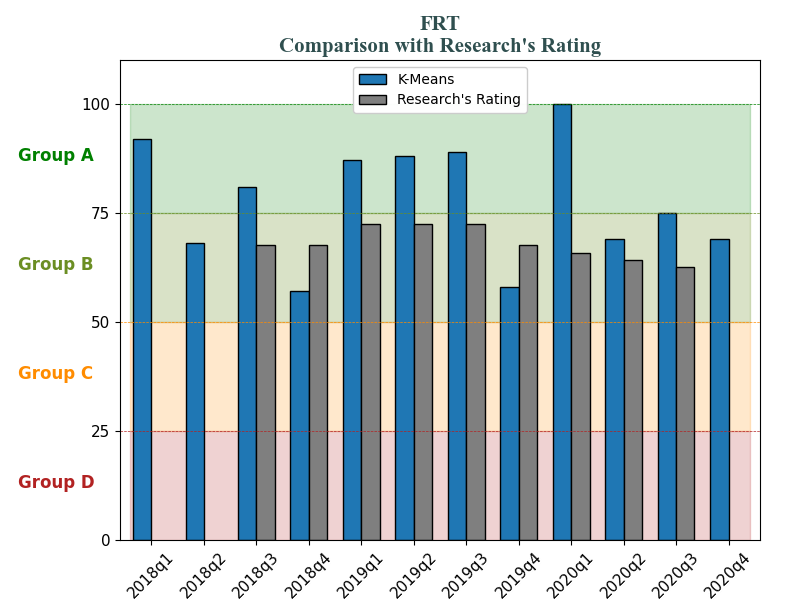 FRT
Comparison with Research's Rating
K-Means
Research's Rating
100
Group A
75
Group B
50
Group C
25
Group D
0
2018q1
2018q2
2018q3
2018q4
2019q1
2019q2
2019q3
2019q4
2020q1
2020q2
2020q3
2020q4